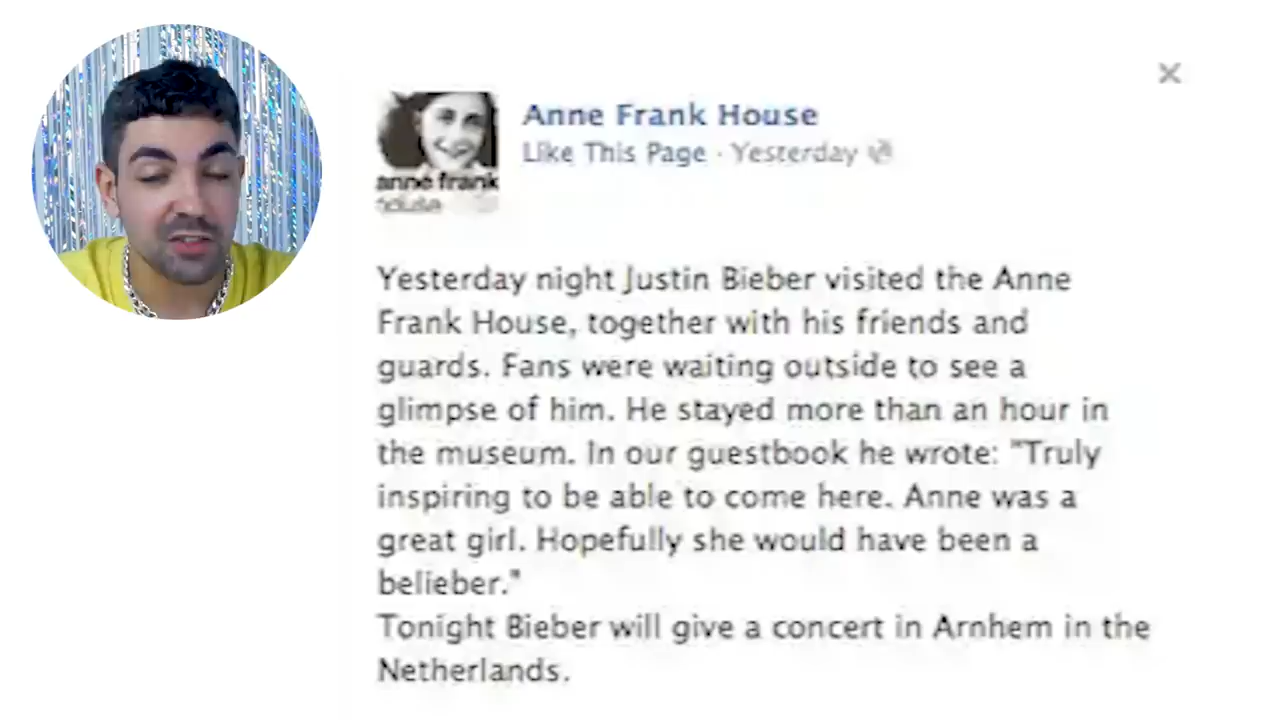 Anne Frank House
Like This Page · Yesterday
anne frank
house
Yesterday night Justin Bieber visited the Anne
Frank House, together with his friends and
guards. Fans were waiting outside to see a
glimpse of him. He stayed more than an hour in
the museum. In our guestbook he wrote: "Truly
inspiring to be able to come here. Anne was a
great girl. Hopefully she would have been a
belieber."
Tonight Bieber will give a concert in Arnhem in the
Netherlands.